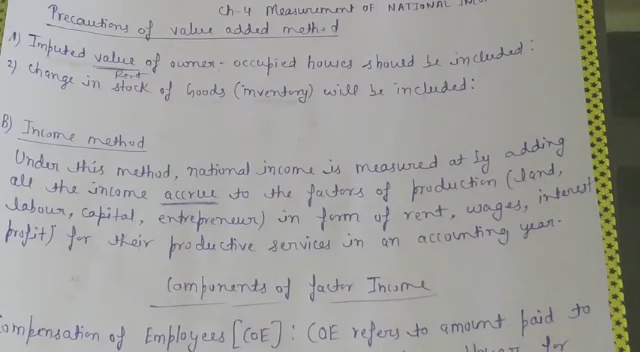 Ch-4 Measurement OF NATIONAL
Precautions of value added method
1) Imputed value of owner-occupied houses should be included:
Rent
2) Change in stock of Goods (inventory) will be included:
B) Income method
Under this method, national income is measured at by adding
all the income accrue to the factors of production (land,
labour, capital, entrepreneur) in form of rent, wages, interest
profit) for their productive services in an accounting year.
Components of factor Income
ompensation of Employees [COE]: COE refers to amount paid to
for